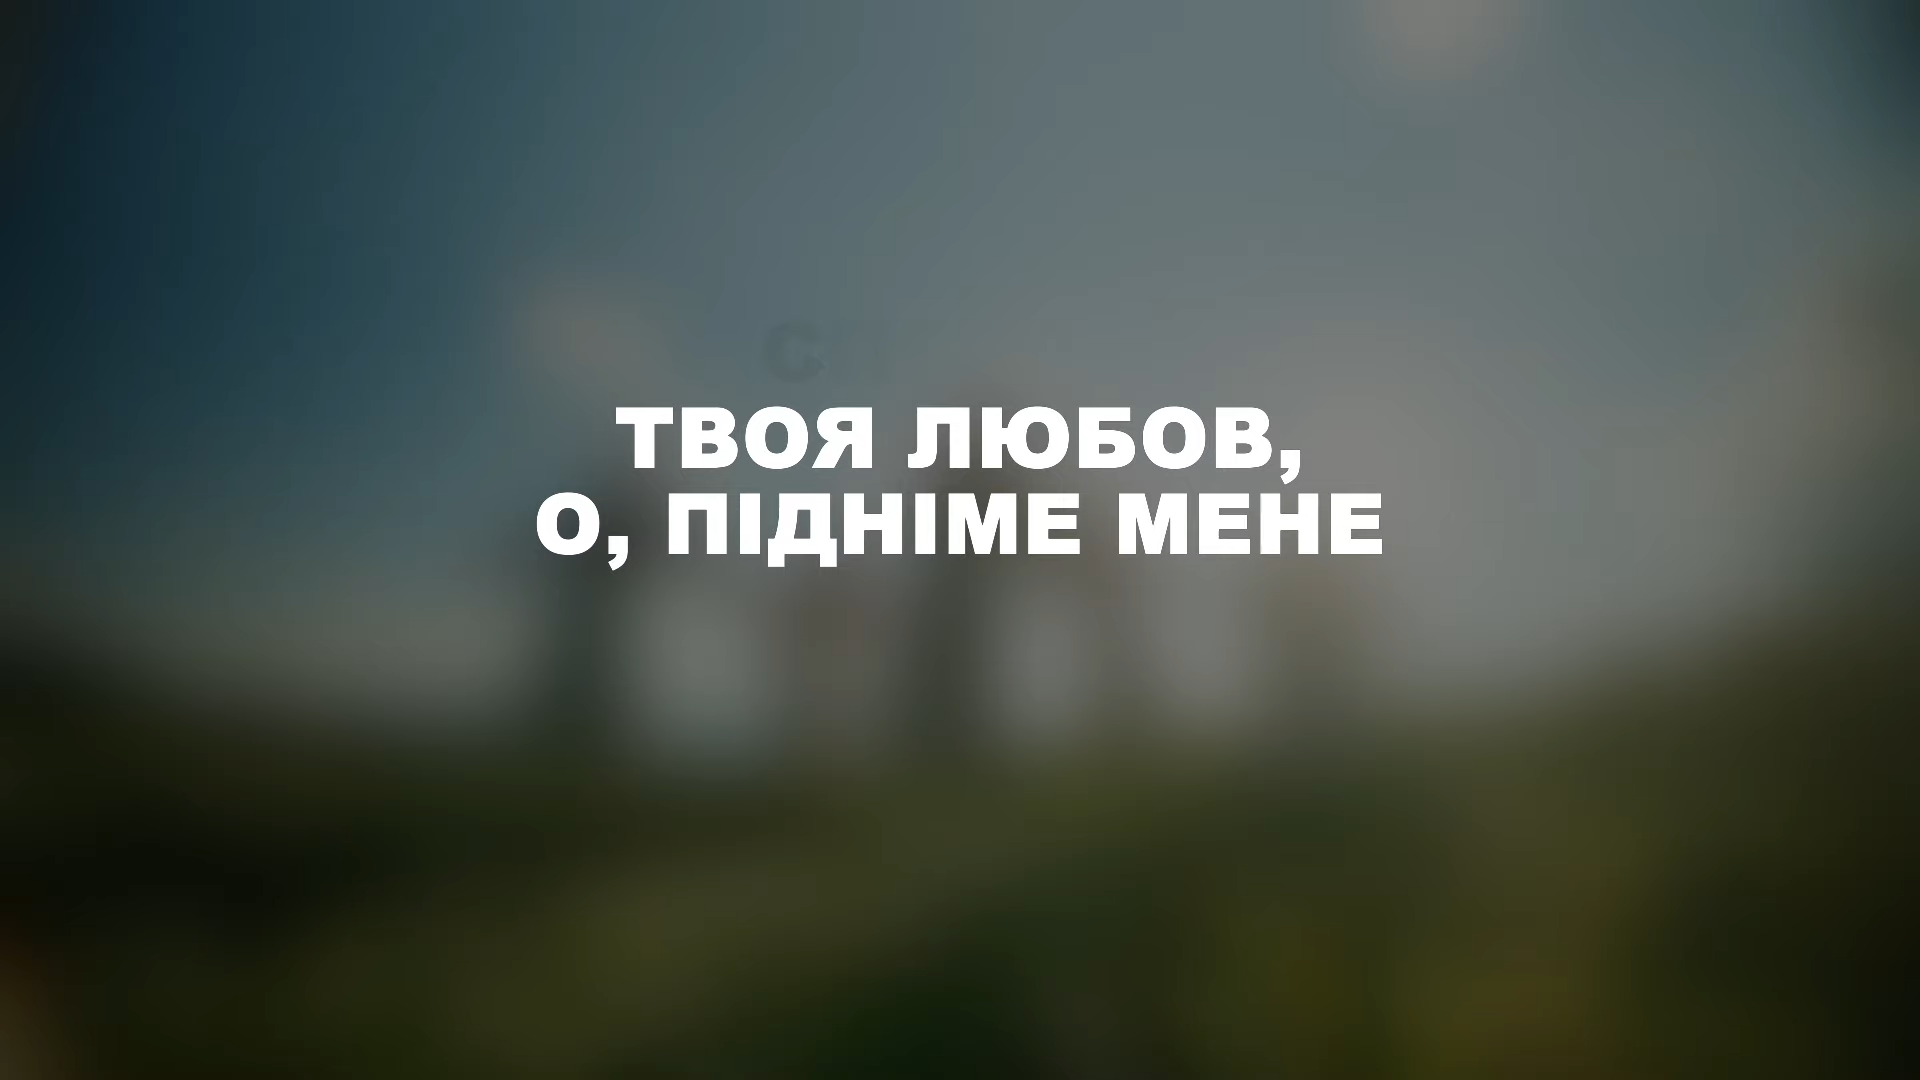 ТВОЯ ЛЮБОВ,
О, ПІДНІМЕ МЕНЕ